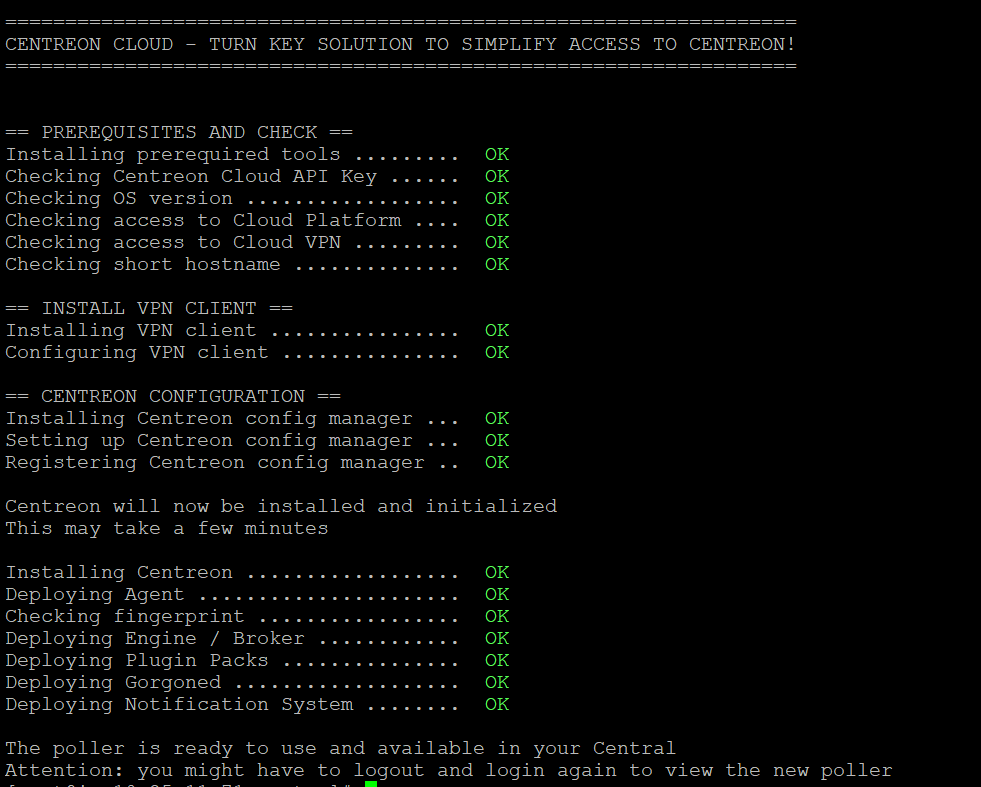 ==================================================================
CENTREON CLOUD - TURN KEY SOLUTION TO SIMPLIFY ACCESS TO CENTREON!
==================================================================
== PREREQUISITES AND CHECK ==
Installing prerequired tools ......... OK
Checking Centreon Cloud API Key ...... OK
Checking OS version .................. OK
Checking access to Cloud Platform .... OK
Checking access to Cloud VPN ......... OK
Checking short hostname .............. OK
== INSTALL VPN CLIENT ==
Installing VPN client ................ OK
Configuring VPN client ............... OK
== CENTREON CONFIGURATION ==
Installing Centreon config manager ... OK
Setting up Centreon config manager ... OK
Registering Centreon config manager .. OK
Centreon will now be installed and initialized
This may take a few minutes
Installing Centreon .................. OK
Deploying Agent ...................... OK
Checking fingerprint ................. OK
Deploying Engine / Broker ............ OK
Deploying Plugin Packs ............... OK
Deploying Gorgoned ................... OK
Deploying Notification System ........ OK
The poller is ready to use and available in your Central
Attention: you might have to logout and login again to view the new poller